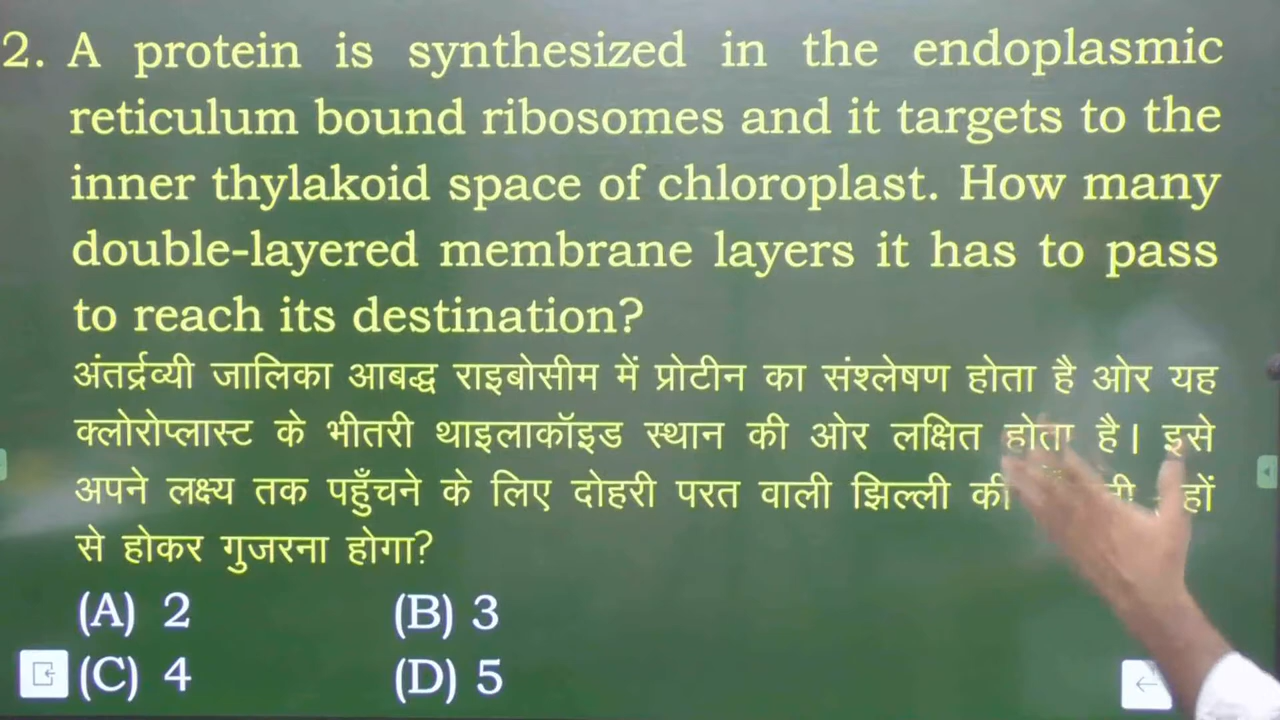 2. A protein is synthesized in the endoplasmic
reticulum bound ribosomes and it targets to the
inner thylakoid space of chloroplast. How many
double-layered membrane layers it has to pass
to reach its destination?
अंतर्द्रव्यी जालिका आबद्ध राइबोसीम में प्रोटीन का संश्लेषण होता है ओर यह
क्लोरोप्लास्ट के भीतरी थाइलाकॉइड स्थान की ओर लक्षित होता है। इसे
अपने लक्ष्य तक पहुँचने के लिए दोहरी परत वाली झिल्ली की
से होकर गुजरना होगा?
(A) 2 (B) 3
(C) 4 (D) 5